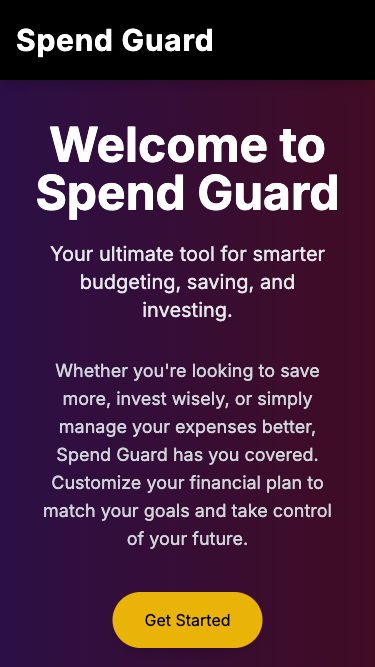 Spend Guard
Welcome to
Spend Guard
Your ultimate tool for smarter
budgeting, saving, and
investing.
Whether you're looking to save
more, invest wisely, or simply
manage your expenses better,
Spend Guard has you covered.
Customize your financial plan to
match your goals and take control
of your future.
Get Started